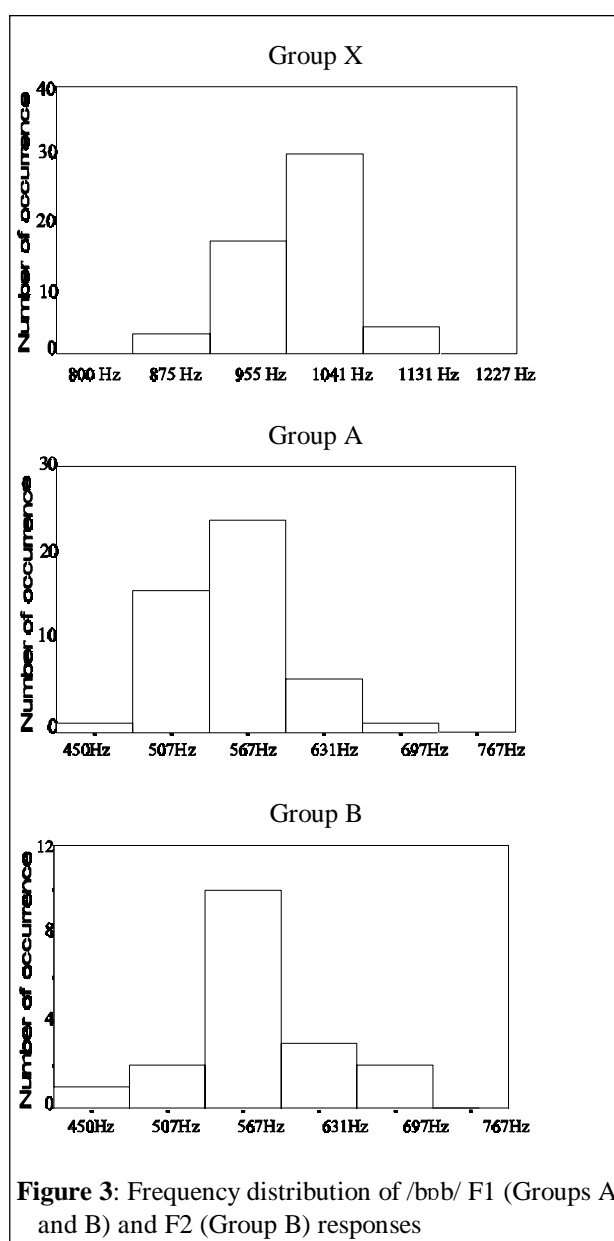 Group X
Number of occurrence
40
30
20
10
0
800 Hz 875 Hz 955 Hz 1041 Hz 1131 Hz 1227 Hz
Group A
Number of occurrence
30
20
10
0
450Hz 507Hz 567Hz 631Hz 697Hz 767Hz
Group B
Number of occurrence
12
8
4
0
450Hz 507Hz 567Hz 631Hz 697Hz 767Hz
Figure 3: Frequency distribution of /bɒb/ F1 (Groups A
and B) and F2 (Group B) responses